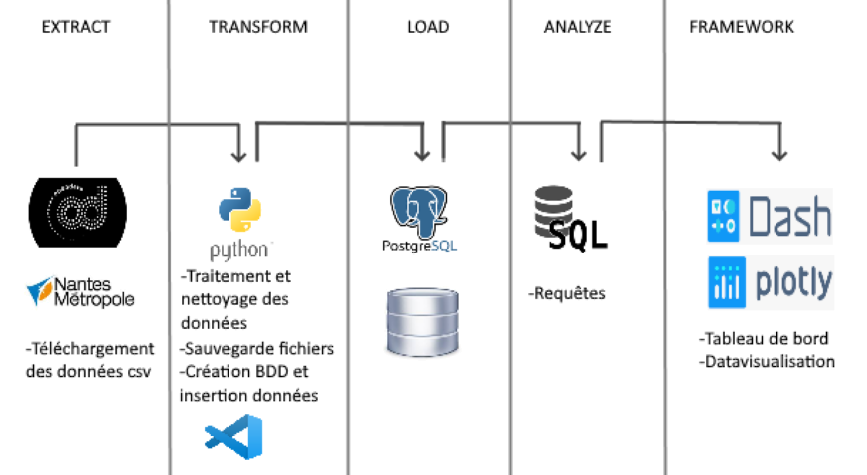 EXTRACT
TRANSFORM
LOAD
ANALYZE
FRAMEWORK
Nantes
Métropole
-Téléchargement
des données csv
python
-Traitement et
nettoyage des
données
-Sauvegarde fichiers
-Création BDD et
insertion données
PostgreSQL
SQL
-Requêtes
Dash
plotly
-Tableau de bord
-Datavisualisation